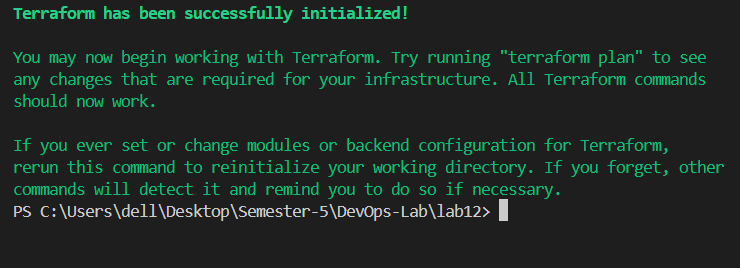 Terraform has been successfully initialized!
You may now begin working with Terraform. Try running "terraform plan" to see
any changes that are required for your infrastructure. All Terraform commands
should now work.
If you ever set or change modules or backend configuration for Terraform,
rerun this command to reinitialize your working directory. If you forget, other
commands will detect it and remind you to do so if necessary.
PS C:\Users\dell\Desktop\Semester-5\DevOps-Lab\lab12>